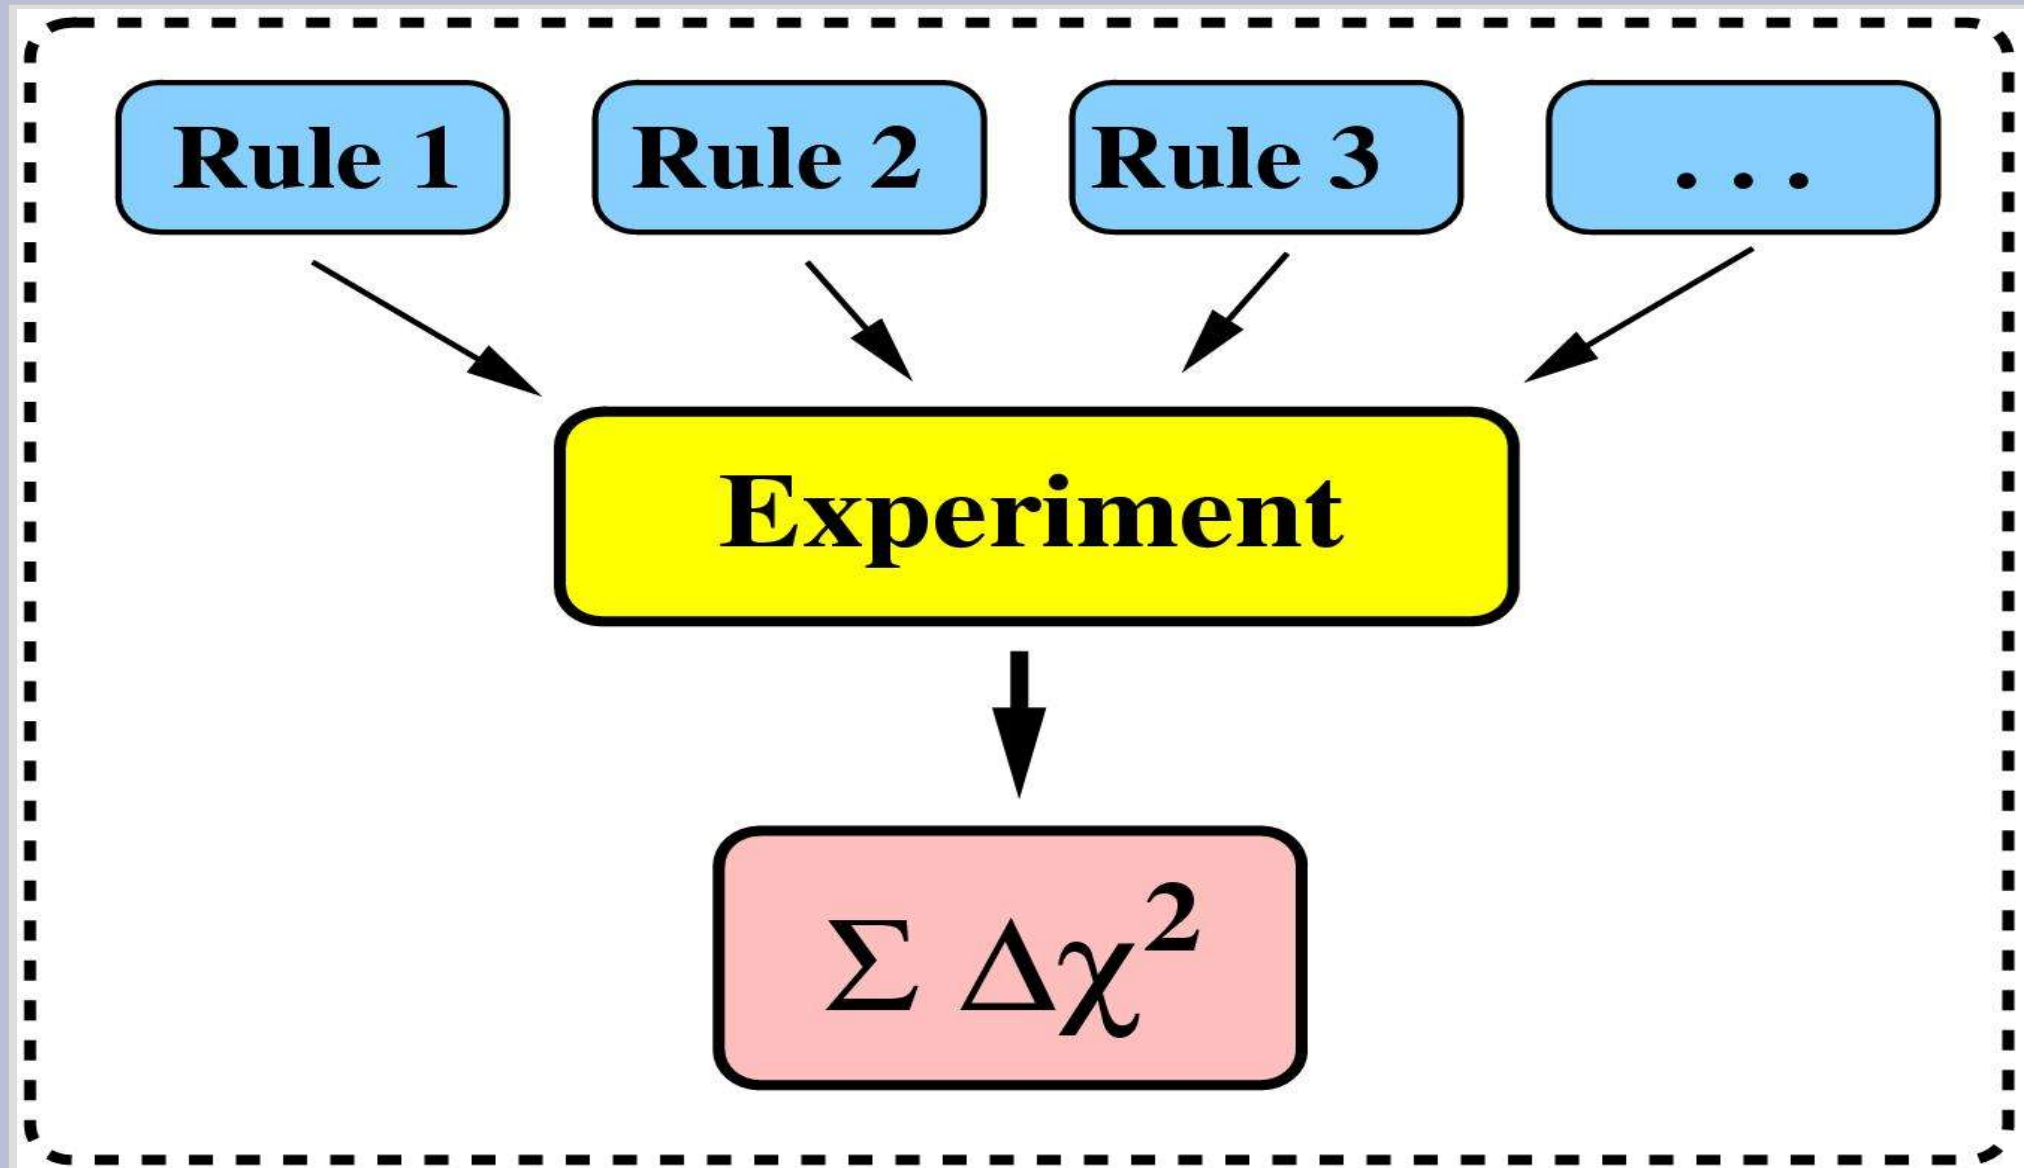 Rule 1
Rule 2
Rule 3
...
Experiment
Σ Δχ²